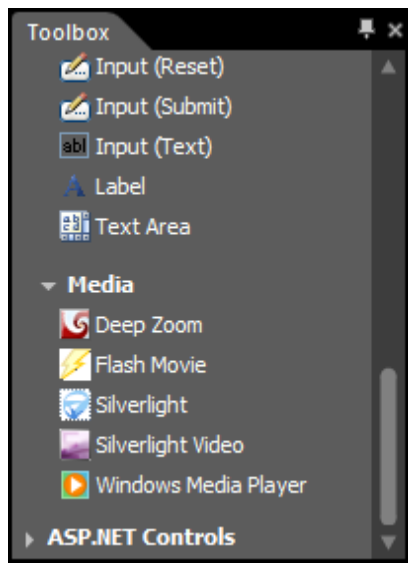 Toolbox
Input (Reset)
Input (Submit)
abl Input (Text)
A Label
Text Area
Media
Deep Zoom
Flash Movie
Silverlight
Silverlight Video
Windows Media Player
ASP.NET Controls